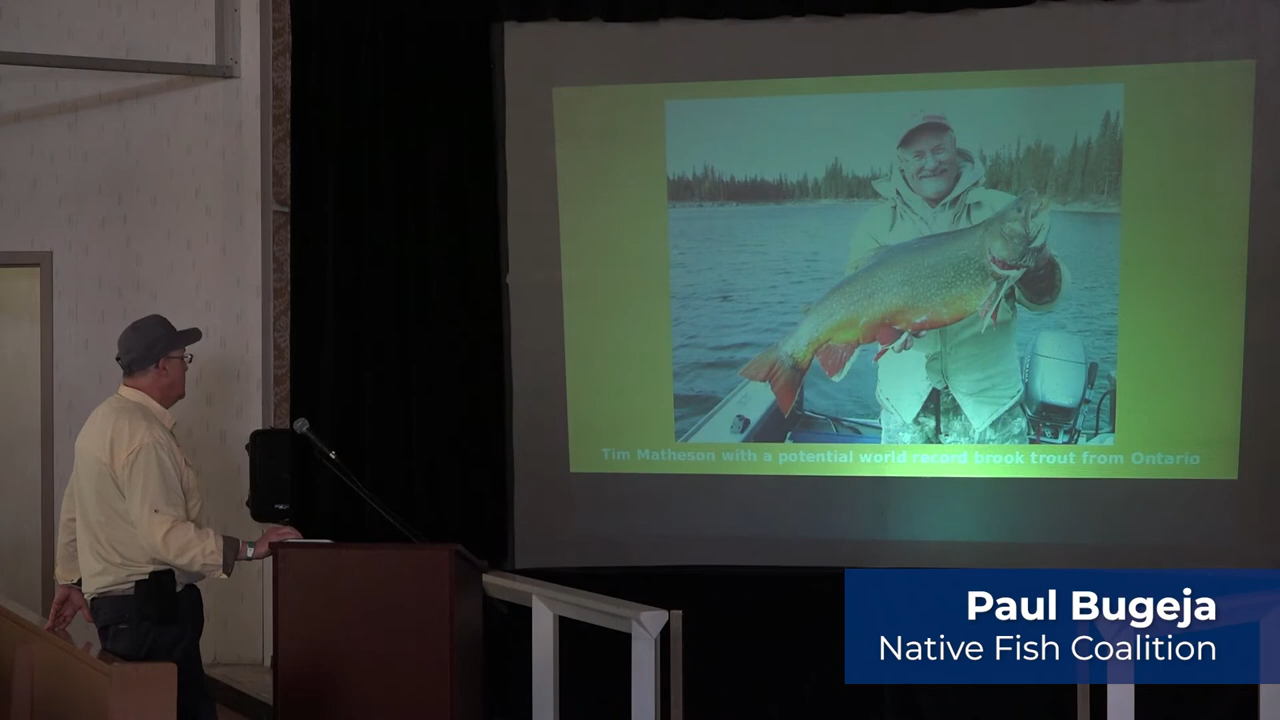 Tim Matheson with a potential world record brook trout from Ontario
Paul Bugeja
Native Fish Coalition